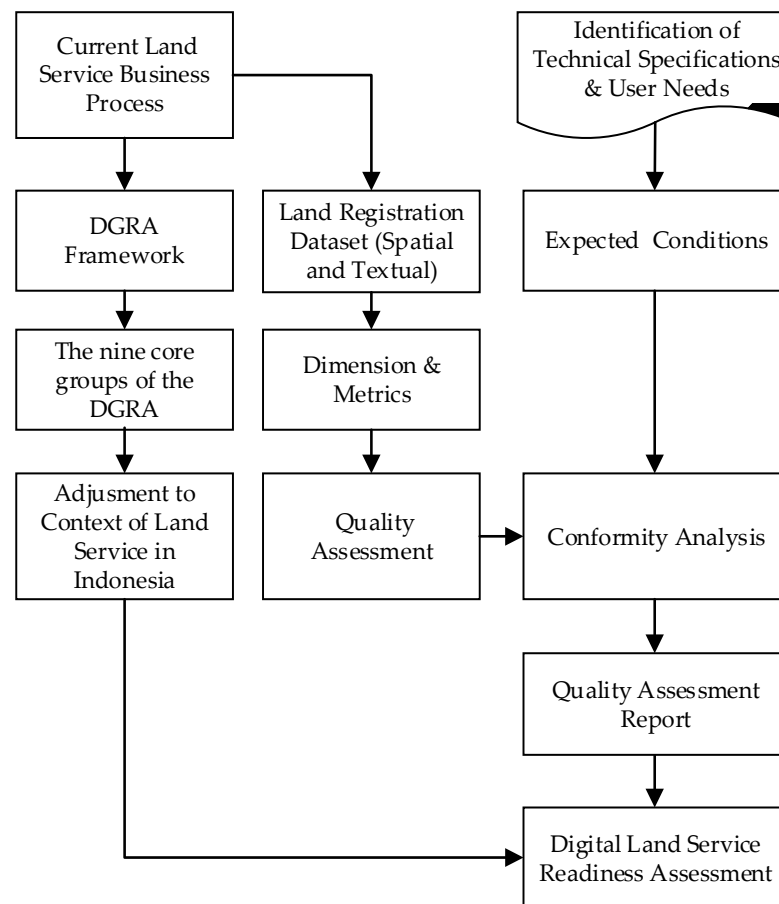 Current Land
Service Business
Process
Identification of
Technical Specifications
& User Needs
DGRA
Framework
Land Registration
Dataset (Spatial
and Textual)
Expected Conditions
The nine core
groups of the
DGRA
Dimension &
Metrics
Adjusment to
Context of Land
Service in
Indonesia
Quality
Assessment
Conformity Analysis
Quality Assessment
Report
Digital Land Service
Readiness Assessment